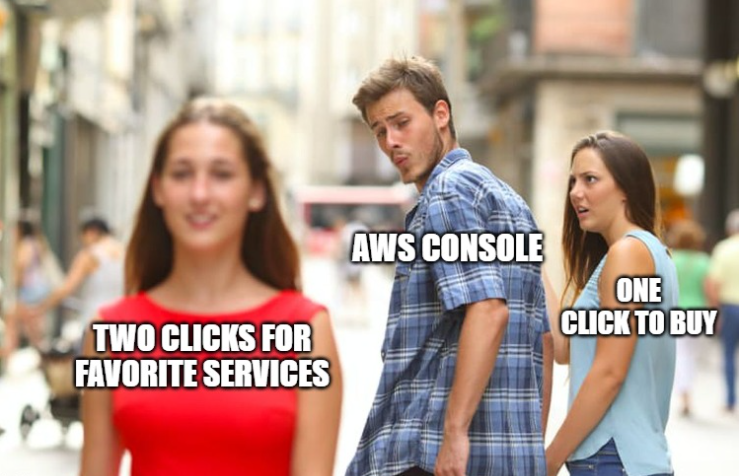 AWS CONSOLE
ONE
CLICK TO BUY
TWO CLICKS FOR
FAVORITE SERVICES